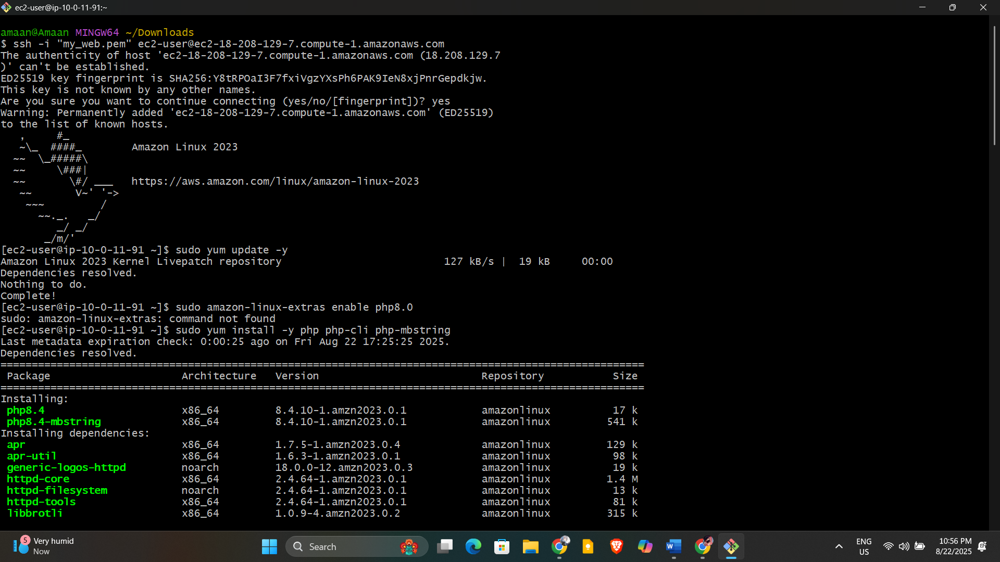 ec2-user@ip-10-0-11-91:~
amaan@Amaan MINGW64 ~/Downloads
$ ssh -i "my_web.pem" ec2-user@ec2-18-208-129-7.compute-1.amazonaws.com
The authenticity of host 'ec2-18-208-129-7.compute-1.amazonaws.com (18.208.129.7
)' can't be established.
ED25519 key fingerprint is SHA256:Y8tRPOaI3F7fxiVgzYXsPh6PAK9IeN8xjPnrGepdkjw.
This key is not known by any other names.
Are you sure you want to continue connecting (yes/no/[fingerprint])? yes
Warning: Permanently added 'ec2-18-208-129-7.compute-1.amazonaws.com' (ED25519)
to the list of known hosts.
   ,     #_
   ~\_  ####_        Amazon Linux 2023
  ~~  \_#####\
  ~~     \###|
  ~~       \#/ ___   https://aws.amazon.com/linux/amazon-linux-2023
   ~~       V~' '->
    ~~~         /
      ~~._.   _/
         _/ _/
       _/m/'
[ec2-user@ip-10-0-11-91 ~]$ sudo yum update -y
Amazon Linux 2023 Kernel Livepatch repository                          127 kB/s |  19 kB     00:00
Dependencies resolved.
Nothing to do.
Complete!
[ec2-user@ip-10-0-11-91 ~]$ sudo amazon-linux-extras enable php8.0
sudo: amazon-linux-extras: command not found
[ec2-user@ip-10-0-11-91 ~]$ sudo yum install -y php php-cli php-mbstring
Last metadata expiration check: 0:00:25 ago on Fri Aug 22 17:25:25 2025.
Dependencies resolved.
=======================================================================================================
 Package                     Architecture   Version                          Repository           Size
=======================================================================================================
Installing:
 php8.4                      x86_64         8.4.10-1.amzn2023.0.1            amazonlinux          17 k
 php8.4-mbstring             x86_64         8.4.10-1.amzn2023.0.1            amazonlinux         541 k
Installing dependencies:
 apr                         x86_64         1.7.5-1.amzn2023.0.4             amazonlinux         129 k
 apr-util                    x86_64         1.6.3-1.amzn2023.0.1             amazonlinux          98 k
 generic-logos-httpd         noarch         18.0.0-12.amzn2023.0.3           amazonlinux          19 k
 httpd-core                  x86_64         2.4.64-1.amzn2023.0.1            amazonlinux         1.4 M
 httpd-filesystem            noarch         2.4.64-1.amzn2023.0.1            amazonlinux          13 k
 httpd-tools                 x86_64         2.4.64-1.amzn2023.0.1            amazonlinux          81 k
 libbrotli                   x86_64         1.0.9-4.amzn2023.0.2             amazonlinux         315 k
5
Very humid
Now
Search
W
ENG
US
10:56 PM
8/22/2025